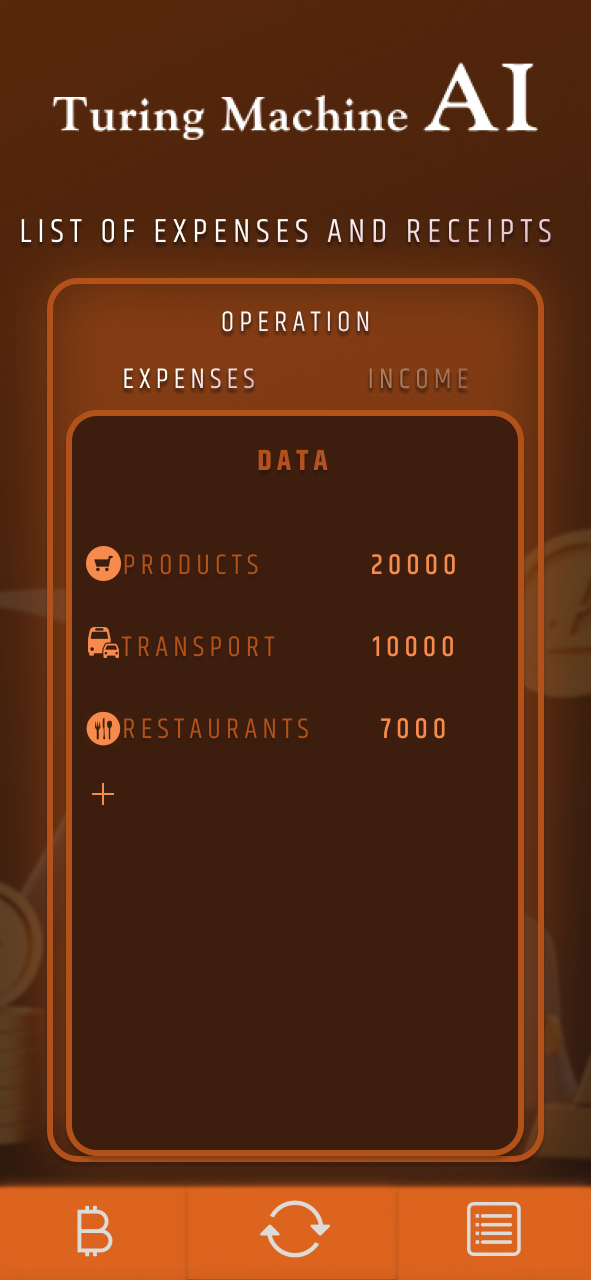 Turing Machine AI
LIST OF EXPENSES AND RECEIPTS
OPERATION
EXPENSES INCOME
DATA
PRODUCTS 20000
TRANSPORT 10000
RESTAURANTS 7000